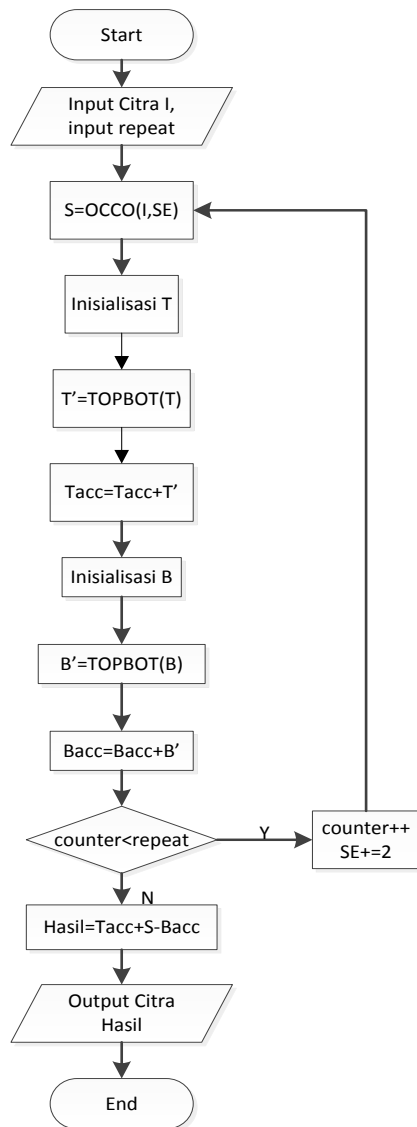 Start
Input Citra I,
input repeat
S=OCCO(I,SE)
Inisialisasi T
T’=TOPBOT(T)
Tacc=Tacc+T’
Inisialisasi B
B’=TOPBOT(B)
Bacc=Bacc+B’
counter<repeat
Y
counter++
SE+=2
N
Hasil=Tacc+S-Bacc
Output Citra
Hasil
End